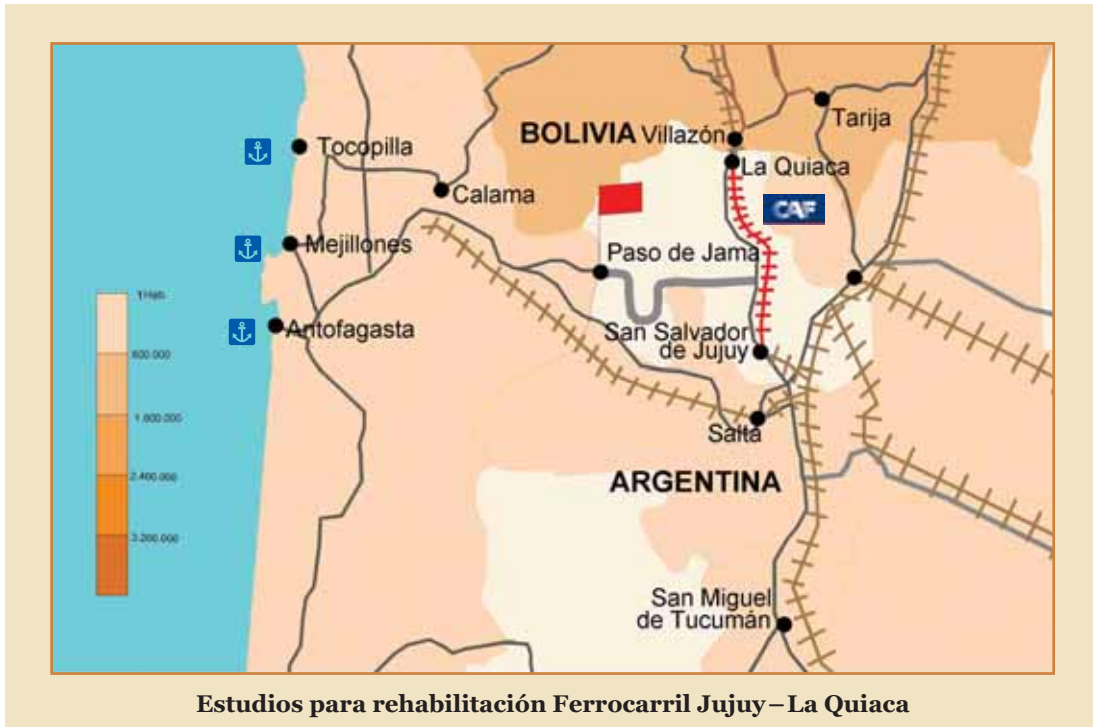 BOLIVIA
Villazón
Tarija
La Quiaca
CAF
Tocopilla
Calama
Mejillones
Paso de Jama
Antofagasta
San Salvador
de Jujuy
Salta
ARGENTINA
San Miguel
de Tucumán
600.000
1.800.000
2.400.000
3.200.000
Estudios para rehabilitación Ferrocarril Jujuy–La Quiaca